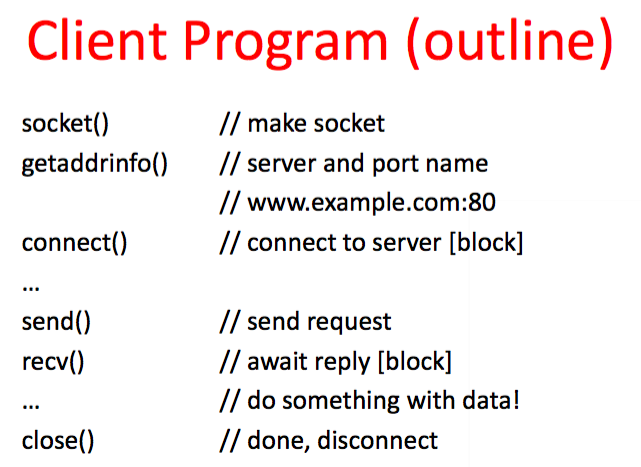 Client Program (outline)
socket() // make socket
getaddrinfo() // server and port name
// www.example.com:80
connect() // connect to server [block]
...
send() // send request
recv() // await reply [block]
... // do something with data!
close() // done, disconnect